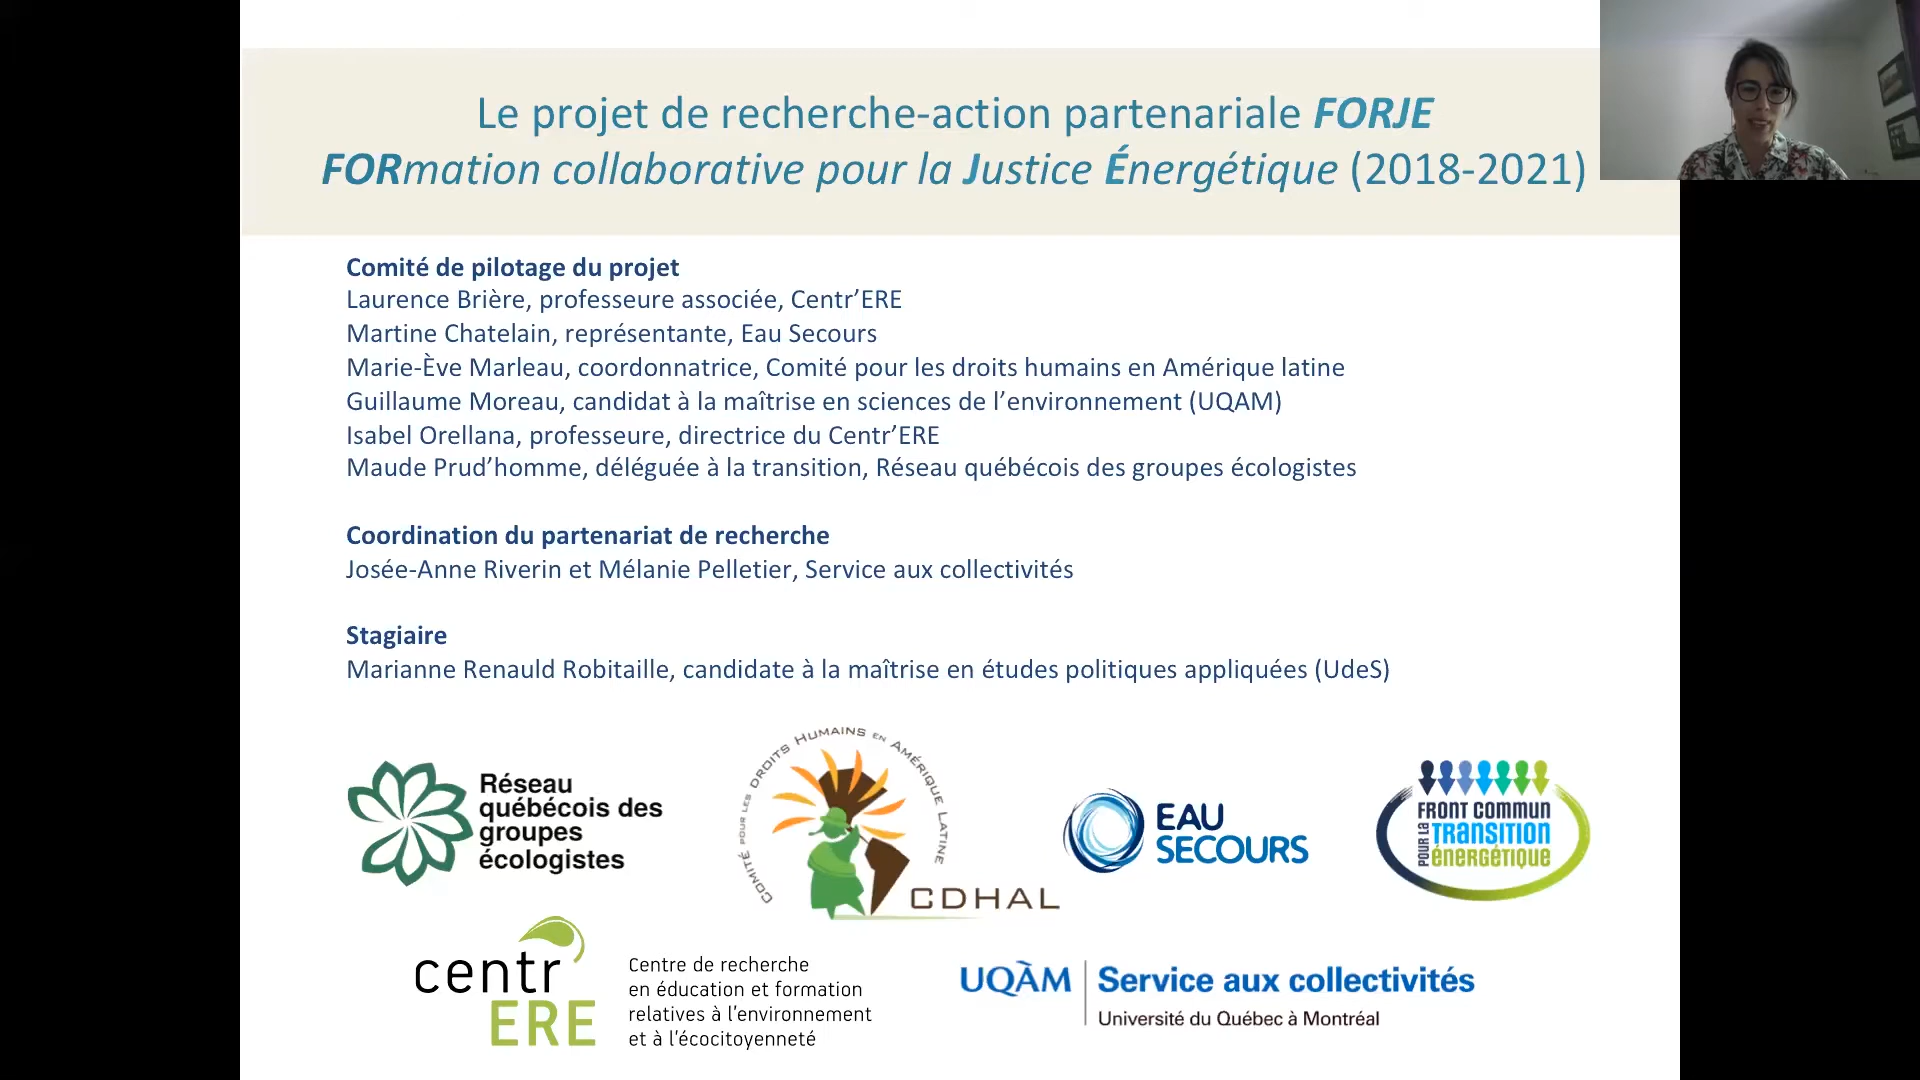 Le projet de recherche-action partenariale FORJE
FORmation collaborative pour la Justice Énergétique (2018-2021)
Comité de pilotage du projet
Laurence Brière, professeure associée, Centr’ERE
Martine Chatelain, représentante, Eau Secours
Marie-Ève Marleau, coordonnatrice, Comité pour les droits humains en Amérique latine
Guillaume Moreau, candidat à la maîtrise en sciences de l’environnement (UQAM)
Isabel Orellana, professeure, directrice du Centr’ERE
Maude Prud’homme, déléguée à la transition, Réseau québécois des groupes écologistes
Coordination du partenariat de recherche
Josée-Anne Riverin et Mélanie Pelletier, Service aux collectivités
Stagiaire
Marianne Renauld Robitaille, candidate à la maîtrise en études politiques appliquées (UdeS)
Réseau
québécois des
groupes
écologistes
COMITÉ POUR LES DROITS HUMAINS EN AMÉRIQUE LATINE
CDHAL
EAU
SECOURS
FRONT COMMUN
POUR LA
TRANSITION
ÉNERGÉTIQUE
centr'
ERE
Centre de recherche
en éducation et formation
relatives à l'environnement
et à l'écocitoyenneté
UQÀM
Service aux collectivités
Université du Québec à Montréal